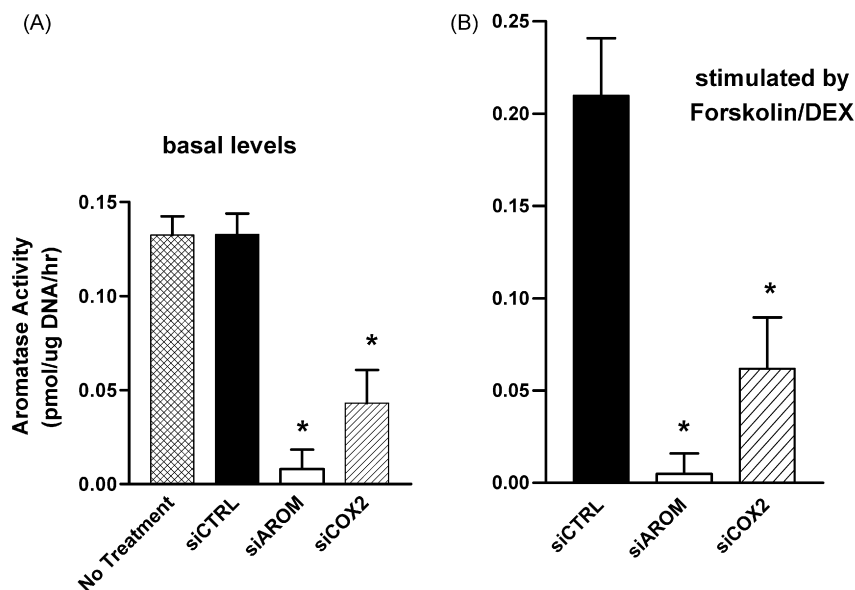 (A)
basal levels
Aromatase Activity
(pmol/ug DNA/hr)
0.15
0.10
0.05
0.00
*
*
No Treatment
siCTRL
siAROM
siCOX2
(B)
stimulated by
Forskolin/DEX
0.25
0.20
0.15
0.10
0.05
0.00
*
*
siCTRL
siAROM
siCOX2